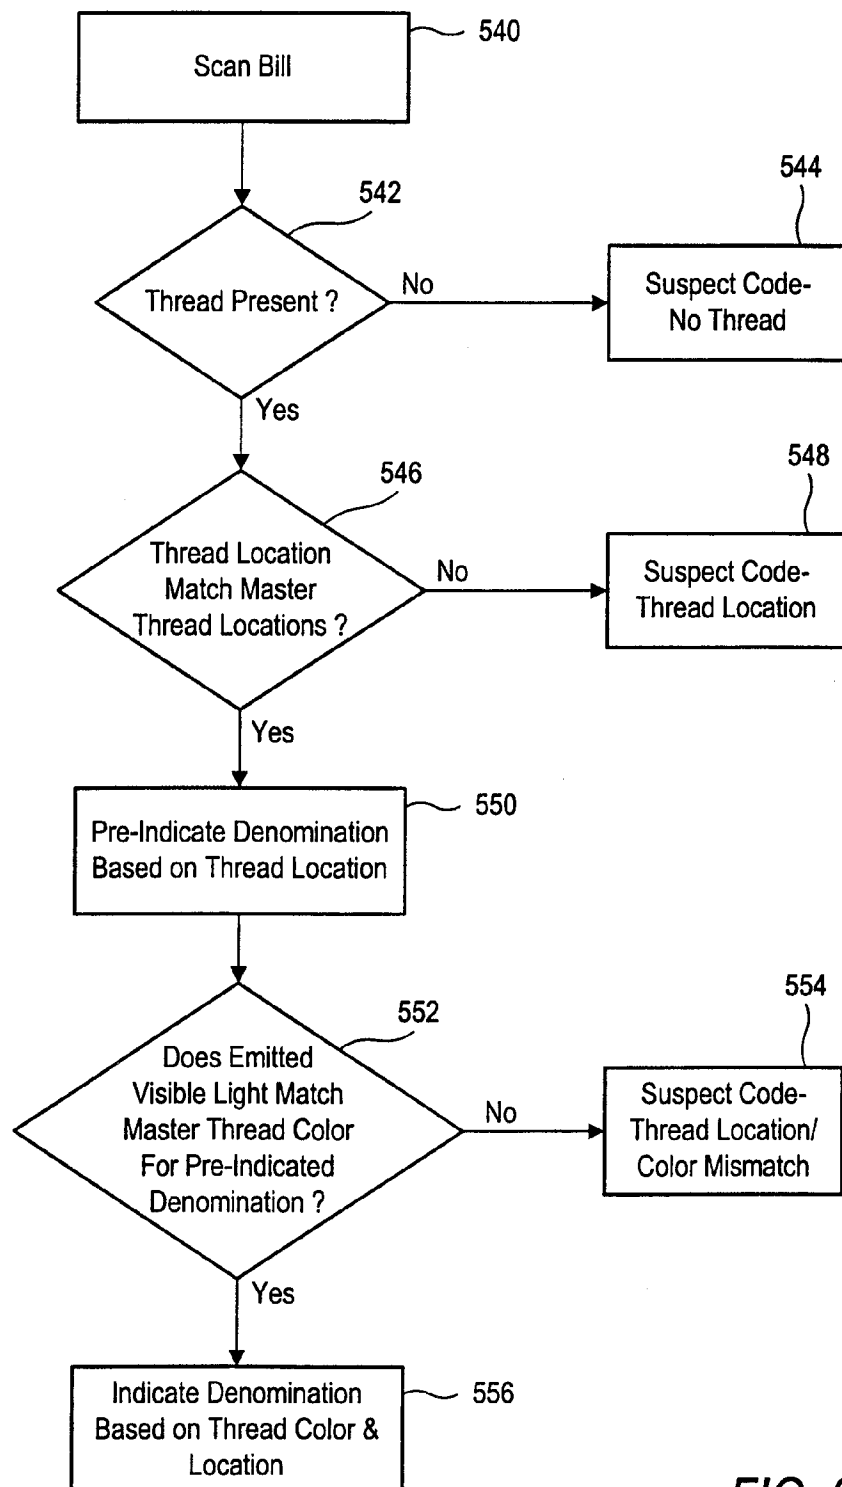 Scan Bill
540
542
544
Thread Present ?
No
Suspect Code-
No Thread
Yes
546
548
Thread Location
Match Master
Thread Locations ?
No
Suspect Code-
Thread Location
Yes
Pre-Indicate Denomination
Based on Thread Location
550
552
554
Does Emitted
Visible Light Match
Master Thread Color
For Pre-Indicated
Denomination ?
No
Suspect Code-
Thread Location/
Color Mismatch
Yes
Indicate Denomination
Based on Thread Color &
Location
556
FIG.